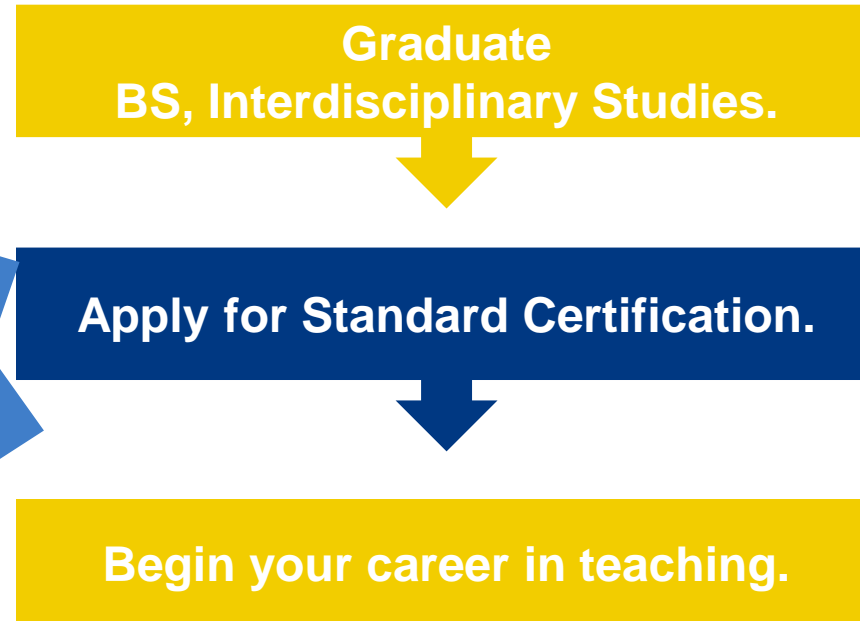 Graduate
BS, Interdisciplinary Studies.
Apply for Standard Certification.
Begin your career in teaching.